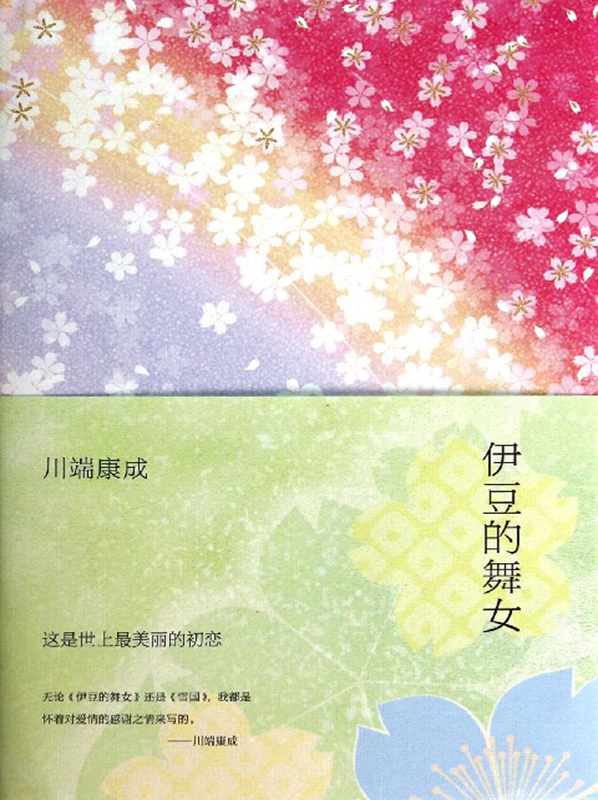 川端康成
伊豆的舞女
这是世上最美丽的初恋
无论《伊豆的舞女》还是《雪国》，我都是
怀着对爱情的感谢之情来写的。
——川端康成